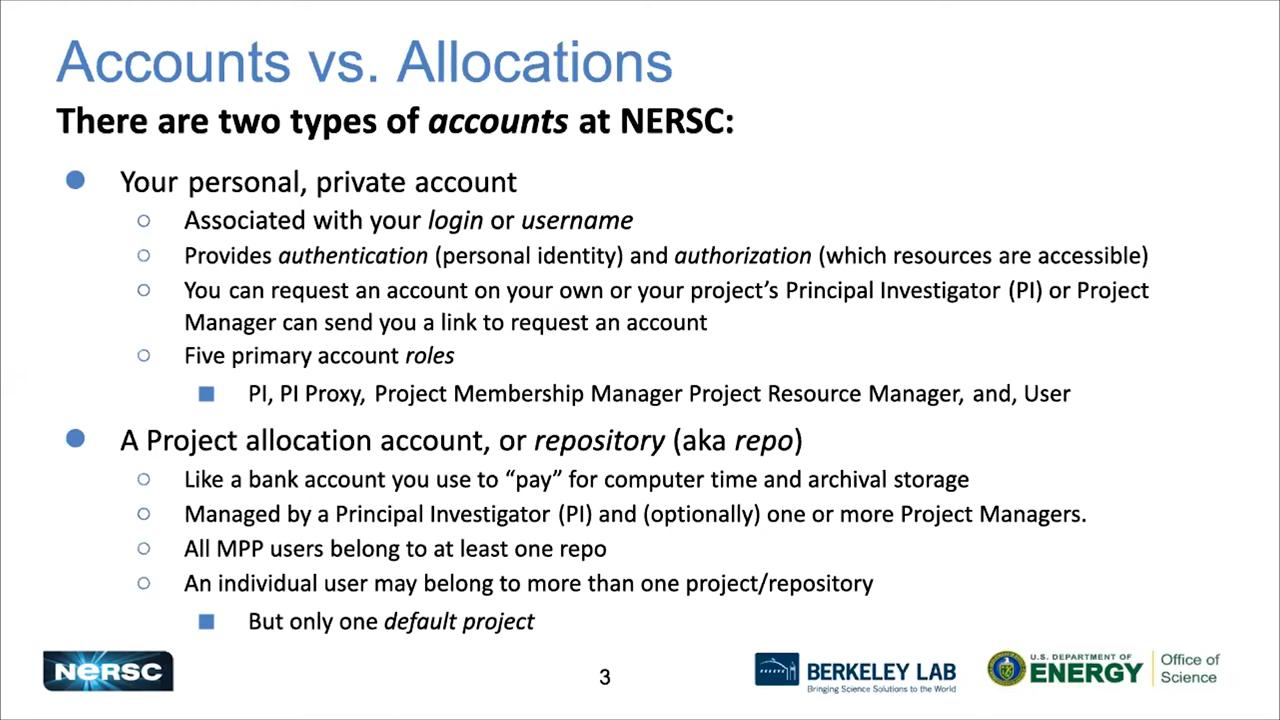 Accounts vs. Allocations
There are two types of accounts at NERSC:
Your personal, private account
Associated with your login or username
Provides authentication (personal identity) and authorization (which resources are accessible)
You can request an account on your own or your project's Principal Investigator (PI) or Project
Manager can send you a link to request an account
Five primary account roles
PI, PI Proxy, Project Membership Manager Project Resource Manager, and, User
A Project allocation account, or repository (aka repo)
Like a bank account you use to “pay” for computer time and archival storage
Managed by a Principal Investigator (PI) and (optionally) one or more Project Managers.
All MPP users belong to at least one repo
An individual user may belong to more than one project/repository
But only one default project
NERSC
3
BERKELEY LAB
Bringing Science Solutions to the World
U.S. DEPARTMENT OF
ENERGY
Office of
Science